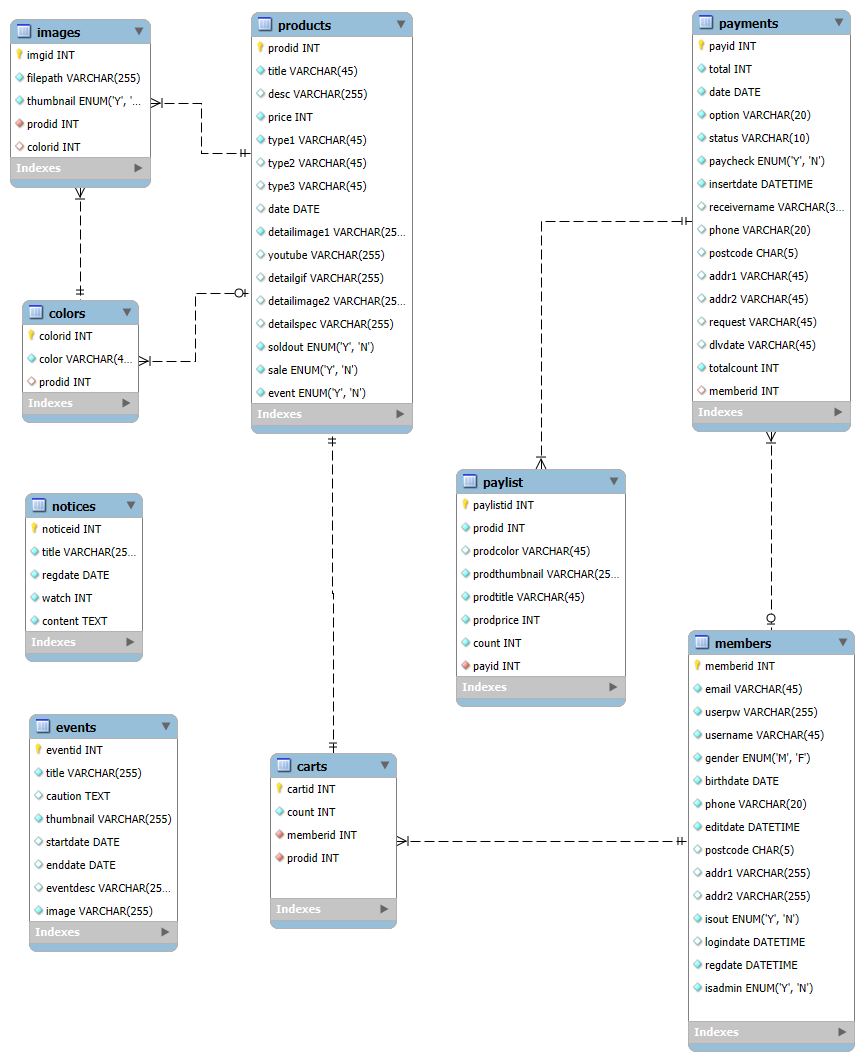 images
imgid INT
filepath VARCHAR(255)
thumbnail ENUM('Y', '...
prodid INT
colorid INT
Indexes
products
prodid INT
title VARCHAR(45)
desc VARCHAR(255)
price INT
type1 VARCHAR(45)
type2 VARCHAR(45)
type3 VARCHAR(45)
date DATE
detailimage1 VARCHAR(25...
youtube VARCHAR(255)
detailgif VARCHAR(255)
detailimage2 VARCHAR(25...
detailspec VARCHAR(255)
soldout ENUM('Y', 'N')
sale ENUM('Y', 'N')
event ENUM('Y', 'N')
Indexes
payments
payid INT
total INT
date DATE
option VARCHAR(20)
status VARCHAR(10)
paycheck ENUM('Y', 'N')
insertdate DATETIME
receivername VARCHAR(3...
phone VARCHAR(20)
postcode CHAR(5)
addr1 VARCHAR(45)
addr2 VARCHAR(45)
request VARCHAR(45)
dlvdate VARCHAR(45)
totalcount INT
memberid INT
Indexes
colors
colorid INT
color VARCHAR(4...
prodid INT
Indexes
notices
noticeid INT
title VARCHAR(25...
regdate DATE
watch INT
content TEXT
Indexes
paylist
paylistid INT
prodid INT
prodcolor VARCHAR(45)
prodthumbnail VARCHAR(25...
prodtitle VARCHAR(45)
prodprice INT
count INT
payid INT
Indexes
members
memberid INT
email VARCHAR(45)
userpw VARCHAR(255)
username VARCHAR(45)
gender ENUM('M', 'F')
birthdate DATE
phone VARCHAR(20)
editdate DATETIME
postcode CHAR(5)
addr1 VARCHAR(255)
addr2 VARCHAR(255)
isout ENUM('Y', 'N')
logindate DATETIME
regdate DATETIME
isadmin ENUM('Y', 'N')
Indexes
events
eventid INT
title VARCHAR(255)
caution TEXT
thumbnail VARCHAR(255)
startdate DATE
enddate DATE
eventdesc VARCHAR(25...
image VARCHAR(255)
Indexes
carts
cartid INT
count INT
memberid INT
prodid INT
Indexes